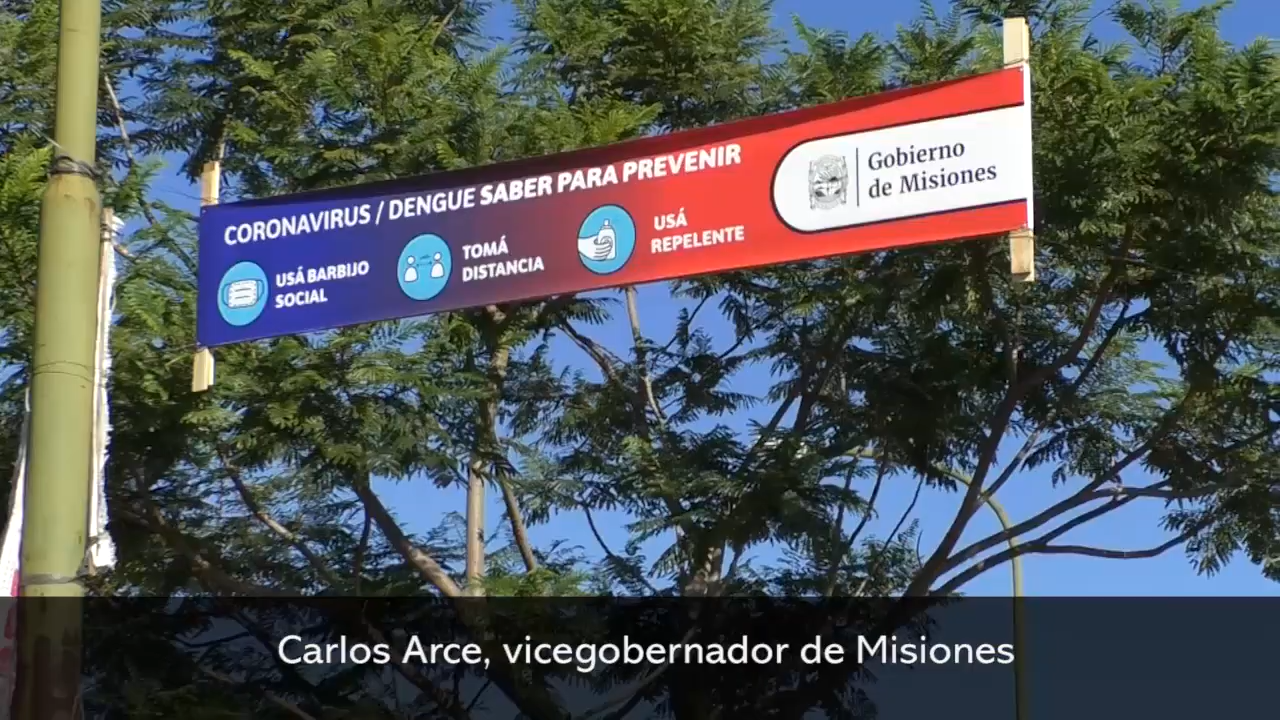 CORONAVIRUS / DENGUE SABER PARA PREVENIR
USÁ BARBIJO
SOCIAL
TOMÁ
DISTANCIA
USÁ
REPELENTE
Gobierno
de Misiones
Carlos Arce, vicegobernador de Misiones